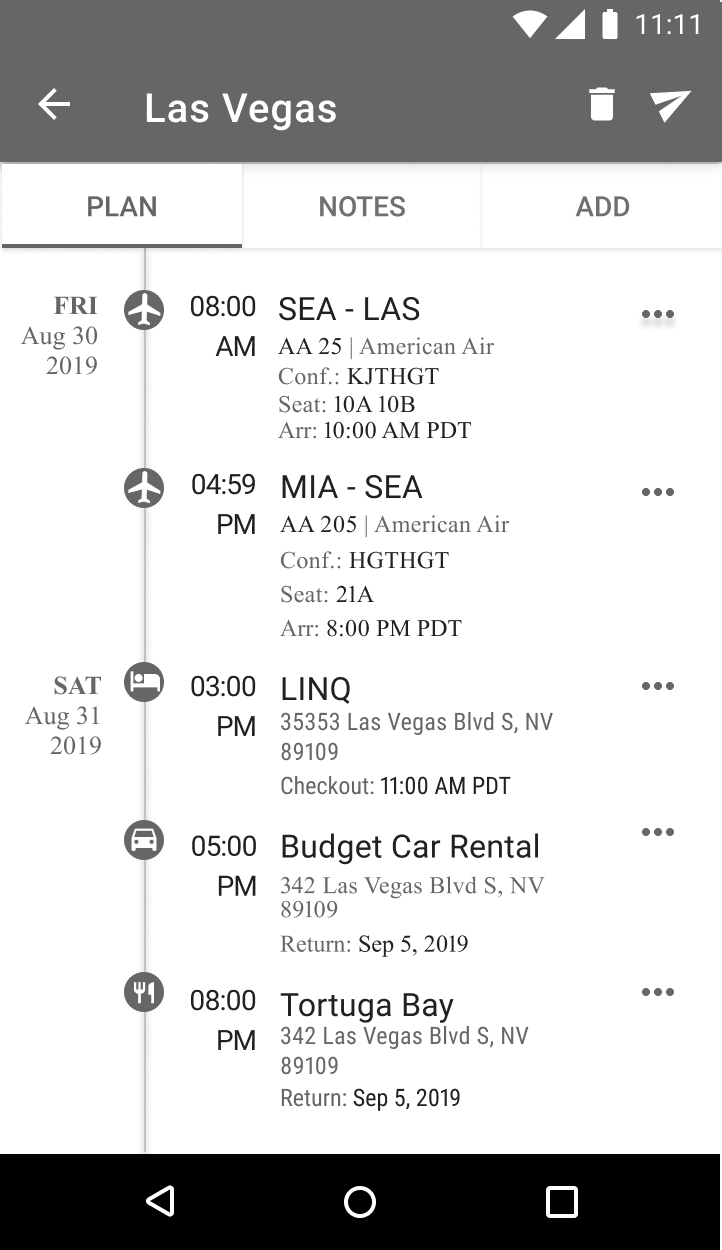 11:11
Las Vegas
PLAN NOTES ADD
FRI
Aug 30
2019
08:00
AM
SEA - LAS
AA 25 | American Air
Conf.: KJTHGT
Seat: 10A 10B
Arr: 10:00 AM PDT
04:59
PM
MIA - SEA
AA 205 | American Air
Conf.: HGTHGT
Seat: 21A
Arr: 8:00 PM PDT
SAT
Aug 31
2019
03:00
PM
LINQ
35353 Las Vegas Blvd S, NV
89109
Checkout: 11:00 AM PDT
05:00
PM
Budget Car Rental
342 Las Vegas Blvd S, NV
89109
Return: Sep 5, 2019
08:00
PM
Tortuga Bay
342 Las Vegas Blvd S, NV
89109
Return: Sep 5, 2019